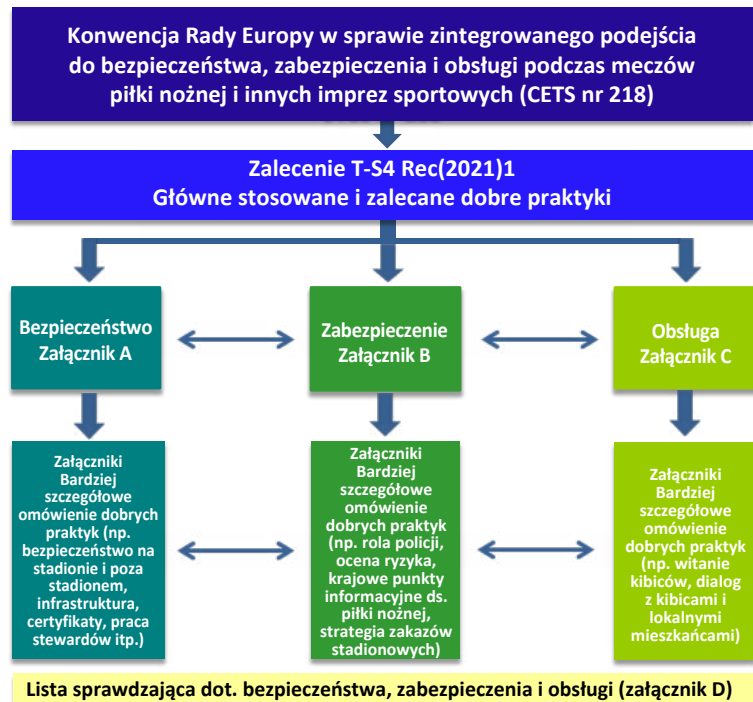 Konwencja Rady Europy w sprawie zintegrowanego podejścia
do bezpieczeństwa, zabezpieczenia i obsługi podczas meczów
piłki nożnej i innych imprez sportowych (CETS nr 218)
Zalecenie T-S4 Rec(2021)1
Główne stosowane i zalecane dobre praktyki
Bezpieczeństwo
Załącznik A
Zabezpieczenie
Załącznik B
Obsługa
Załącznik C
Załączniki
Bardziej
szczegółowe
omówienie dobrych
praktyk (np.
bezpieczeństwo na
stadionie i poza
stadionem,
infrastruktura,
certyfikaty, praca
stewardów itp.)
Załączniki
Bardziej
szczegółowe
omówienie
dobrych praktyk
(np. rola policji,
ocena ryzyka,
krajowe punkty
informacyjne ds.
piłki nożnej,
strategia zakazów
stadionowych)
Załączniki
Bardziej
szczegółowe
omówienie
dobrych praktyk
(np. witanie
kibiców, dialog
z kibicami i
lokalnymi
mieszkańcami)
Lista sprawdzająca dot. bezpieczeństwa, zabezpieczenia i obsługi (załącznik D)